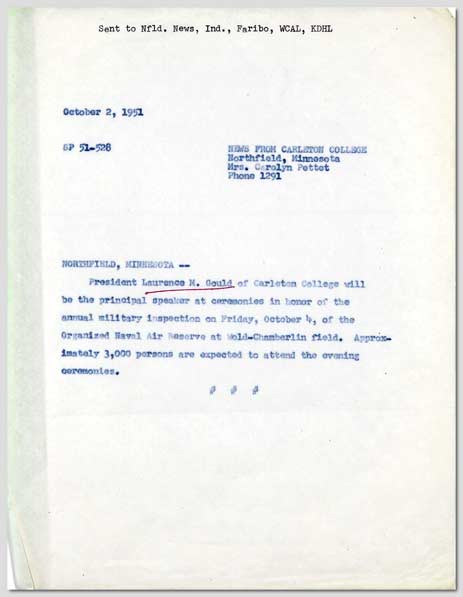 Sent to Nfld. News, Ind., Faribo, WCAL, KDHL
October 2, 1951
SP 51-528
NEWS FROM CARLETON COLLEGE
Northfield, Minnesota
Mrs. Carolyn Pettet
Phone 1291
NORTHFIELD, MINNESOTA --
President Laurence M. Gould of Carleton College will
be the principal speaker at ceremonies in honor of the
annual military inspection on Friday, October 4, of the
Organized Naval Air Reserve at Wold-Chamberlin field. Approx-
imately 3,000 persons are expected to attend the evening
ceremonies.
# # #